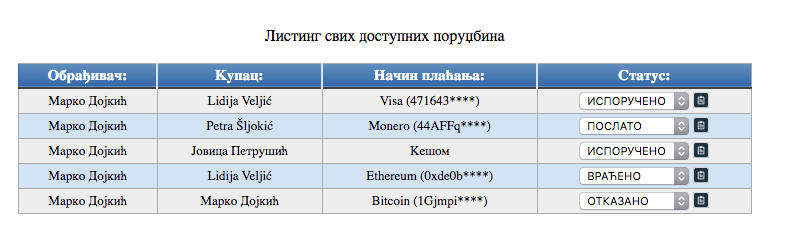 Листинг свих доступних поруџбина
Обрађивач: Купац: Начин плаћања: Статус:
Марко Дојкић Lidija Veljić Visa (471643****) ИСПОРУЧЕНО
Марко Дојкић Petra Šljokić Monero (44AFFq****) ПОСЛАТО
Марко Дојкић Јовица Петрушић Кешом ИСПОРУЧЕНО
Марко Дојкић Lidija Veljić Ethereum (0xde0b****) ВРАЋЕНО
Марко Дојкић Марко Дојкић Bitcoin (1Gjmpi****) ОТКАЗАНО